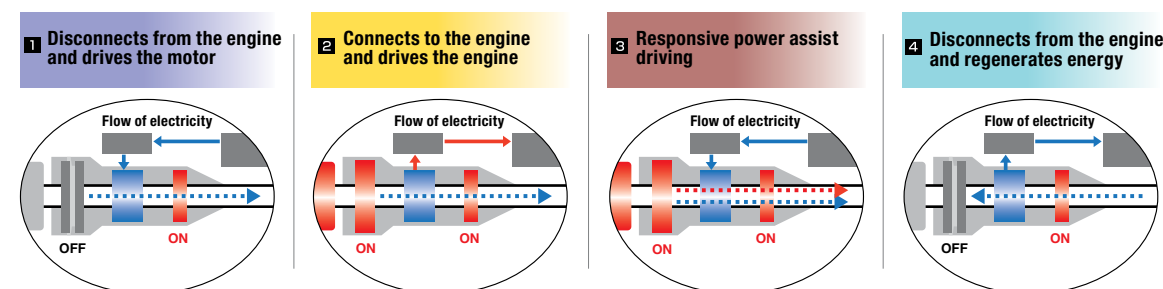 1 Disconnects from the engine
and drives the motor
Flow of electricity
OFF
ON
2 Connects to the engine
and drives the engine
Flow of electricity
ON
ON
3 Responsive power assist
driving
Flow of electricity
ON
ON
4 Disconnects from the engine
and regenerates energy
Flow of electricity
OFF
ON